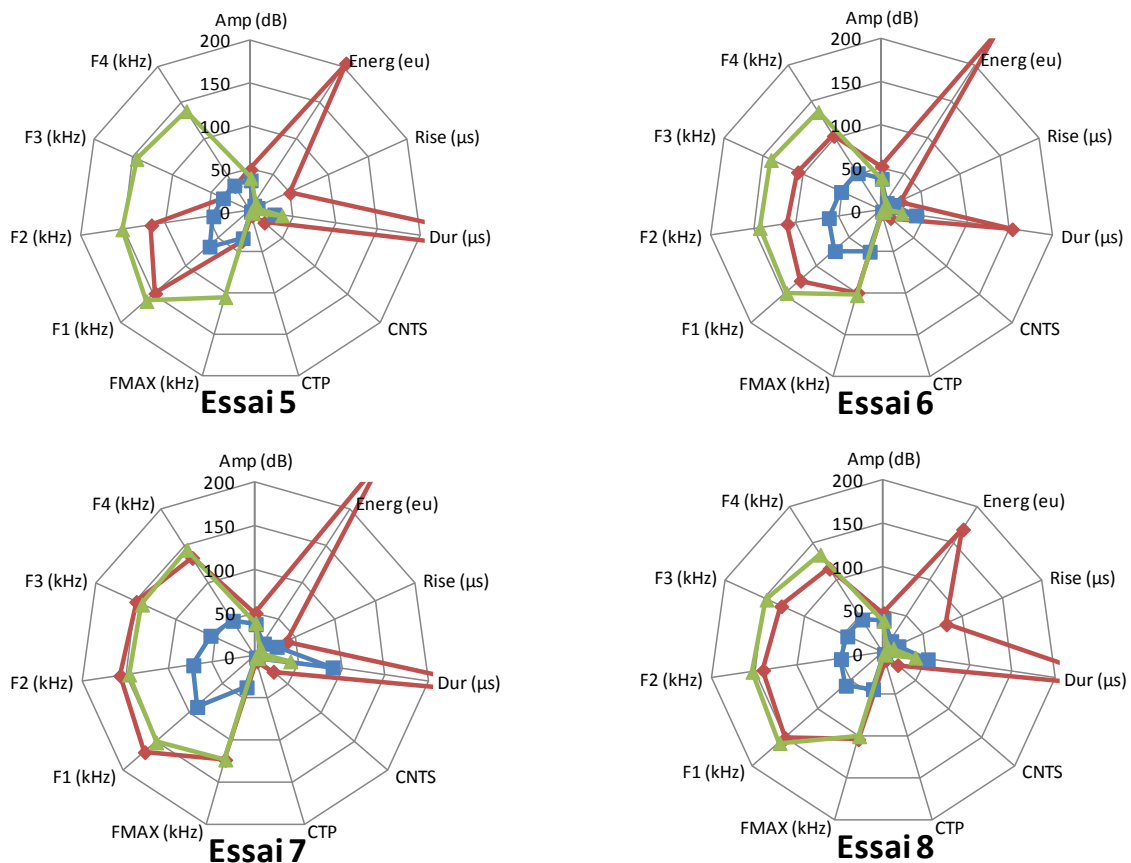 Amp (dB)
200
150
100
50
0
Energ (eu)
Rise (µs)
Dur (µs)
CNTS
CTP
FMAX (kHz)
F1 (kHz)
F2 (kHz)
F3 (kHz)
F4 (kHz)
Essai 5
Amp (dB)
200
150
100
50
0
Energ (eu)
Rise (µs)
Dur (µs)
CNTS
CTP
FMAX (kHz)
F1 (kHz)
F2 (kHz)
F3 (kHz)
F4 (kHz)
Essai 6
Amp (dB)
200
150
100
50
0
Energ (eu)
Rise (µs)
Dur (µs)
CNTS
CTP
FMAX (kHz)
F1 (kHz)
F2 (kHz)
F3 (kHz)
F4 (kHz)
Essai 7
Amp (dB)
200
150
100
50
0
Energ (eu)
Rise (µs)
Dur (µs)
CNTS
CTP
FMAX (kHz)
F1 (kHz)
F2 (kHz)
F3 (kHz)
F4 (kHz)
Essai 8